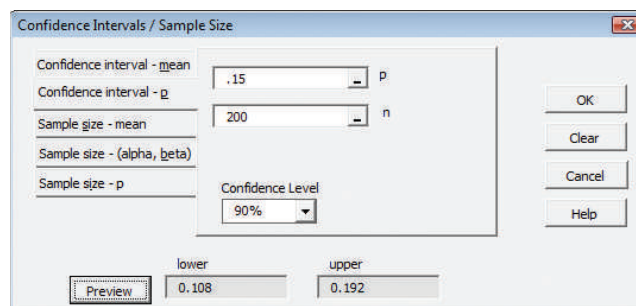 Confidence Intervals / Sample Size
Confidence interval - mean
Confidence interval - p
Sample size - mean
Sample size - (alpha, beta)
Sample size - p
.15
p
200
n
Confidence Level
90%
OK
Clear
Cancel
Help
lower
upper
Preview
0.108
0.192